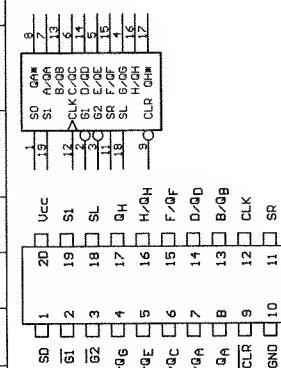 8
7
13
6
14
5
15
4
16
17
S0 QA*
S1 A/QA
B/QB
CLK C/QC
G1 D/QD
G2 E/QE
SR F/QF
SL G/QG
H/QH
CLR QH*
1
19
12
2
3
11
18
9
S0 1 20 Vcc
G1 2 19 S1
G2 3 18 SL
/QG 4 17 QH
/QE 5 16 H/QH
/QC 6 15 F/QF
/QA 7 14 D/QD
QA 8 13 B/QB
CLR 9 12 CLK
GND 10 11 SR